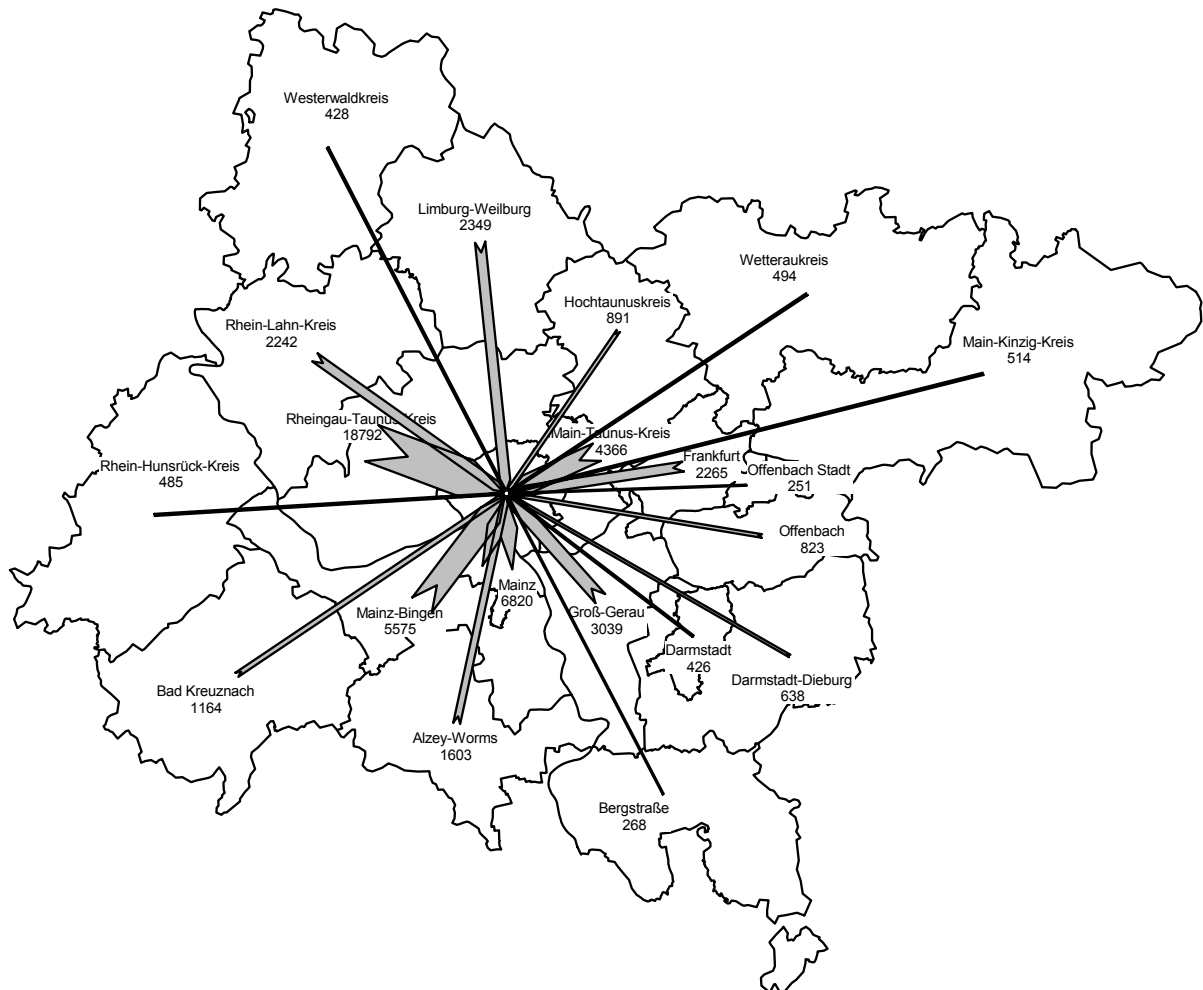 Westerwaldkreis
428
Limburg-Weilburg
2349
Wetteraukreis
494
Hochtaunuskreis
891
Rhein-Lahn-Kreis
2242
Main-Kinzig-Kreis
514
Rheingau-Taunus-Kreis
18792
Main-Taunus-Kreis
4366
Frankfurt
2265
Rhein-Hunsrück-Kreis
485
Offenbach Stadt
251
Offenbach
823
Mainz
6820
Mainz-Bingen
5575
Groß-Gerau
3039
Darmstadt
426
Darmstadt-Dieburg
638
Bad Kreuznach
1164
Alzey-Worms
1603
Bergstraße
268